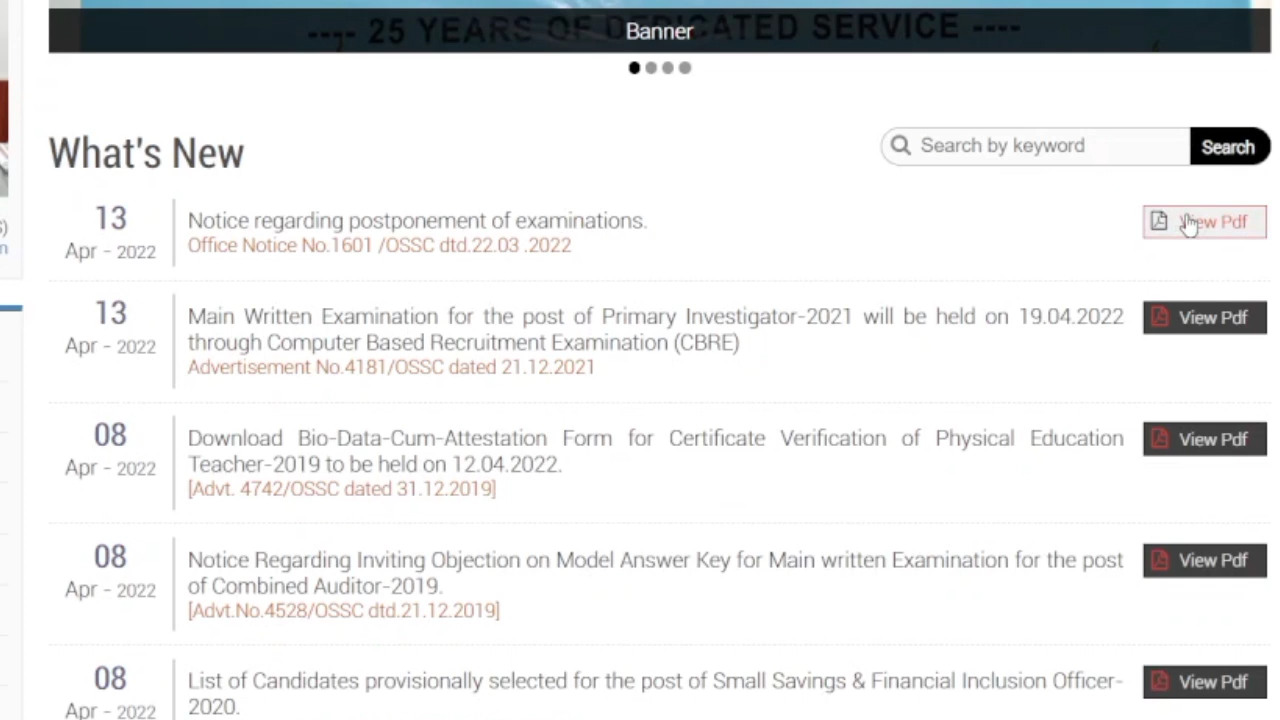 ---- 25 YEARS OF DEDICATED SERVICE ----
Banner
What's New
Search by keyword
Search
13
Apr - 2022
Notice regarding postponement of examinations.
Office Notice No.1601 /OSSC dtd.22.03 .2022
View Pdf
13
Apr - 2022
Main Written Examination for the post of Primary Investigator-2021 will be held on 19.04.2022
through Computer Based Recruitment Examination (CBRE)
Advertisement No.4181/OSSC dated 21.12.2021
View Pdf
08
Apr - 2022
Download Bio-Data-Cum-Attestation Form for Certificate Verification of Physical Education
Teacher-2019 to be held on 12.04.2022.
[Advt. 4742/OSSC dated 31.12.2019]
View Pdf
08
Apr - 2022
Notice Regarding Inviting Objection on Model Answer Key for Main written Examination for the post
of Combined Auditor-2019.
[Advt.No.4528/OSSC dtd.21.12.2019]
View Pdf
08
Apr - 2022
List of Candidates provisionally selected for the post of Small Savings & Financial Inclusion Officer-
2020.
View Pdf